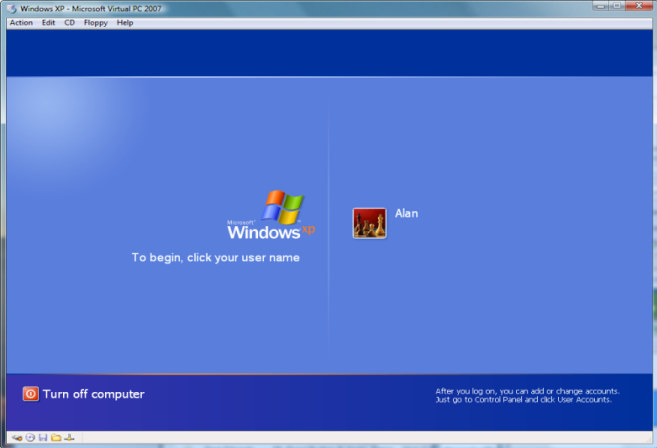 Windows XP - Microsoft Virtual PC 2007
Action Edit CD Floppy Help
Microsoft
Windows xp
To begin, click your user name
Alan
Turn off computer
After you log on, you can add or change accounts.
Just go to Control Panel and click User Accounts.